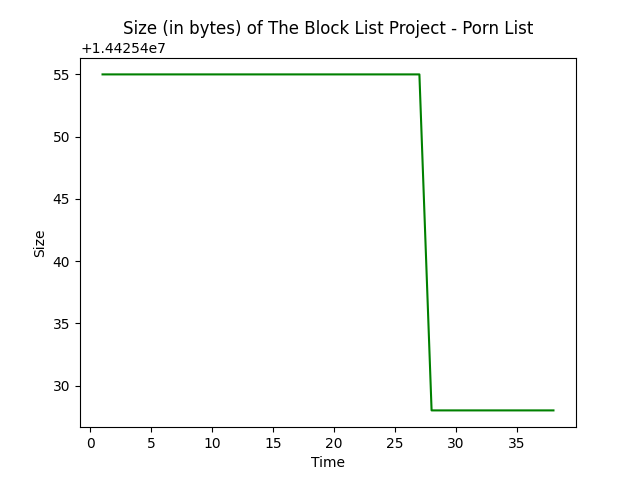 Size (in bytes) of The Block List Project - Porn List
+1.44254e7
55
50
45
40
35
30
Size
0 5 10 15 20 25 30 35
Time